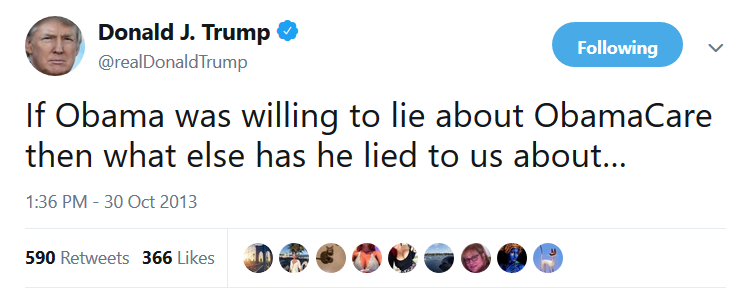 Donald J. Trump
@realDonaldTrump
Following
If Obama was willing to lie about ObamaCare
then what else has he lied to us about...
1:36 PM - 30 Oct 2013
590 Retweets 366 Likes